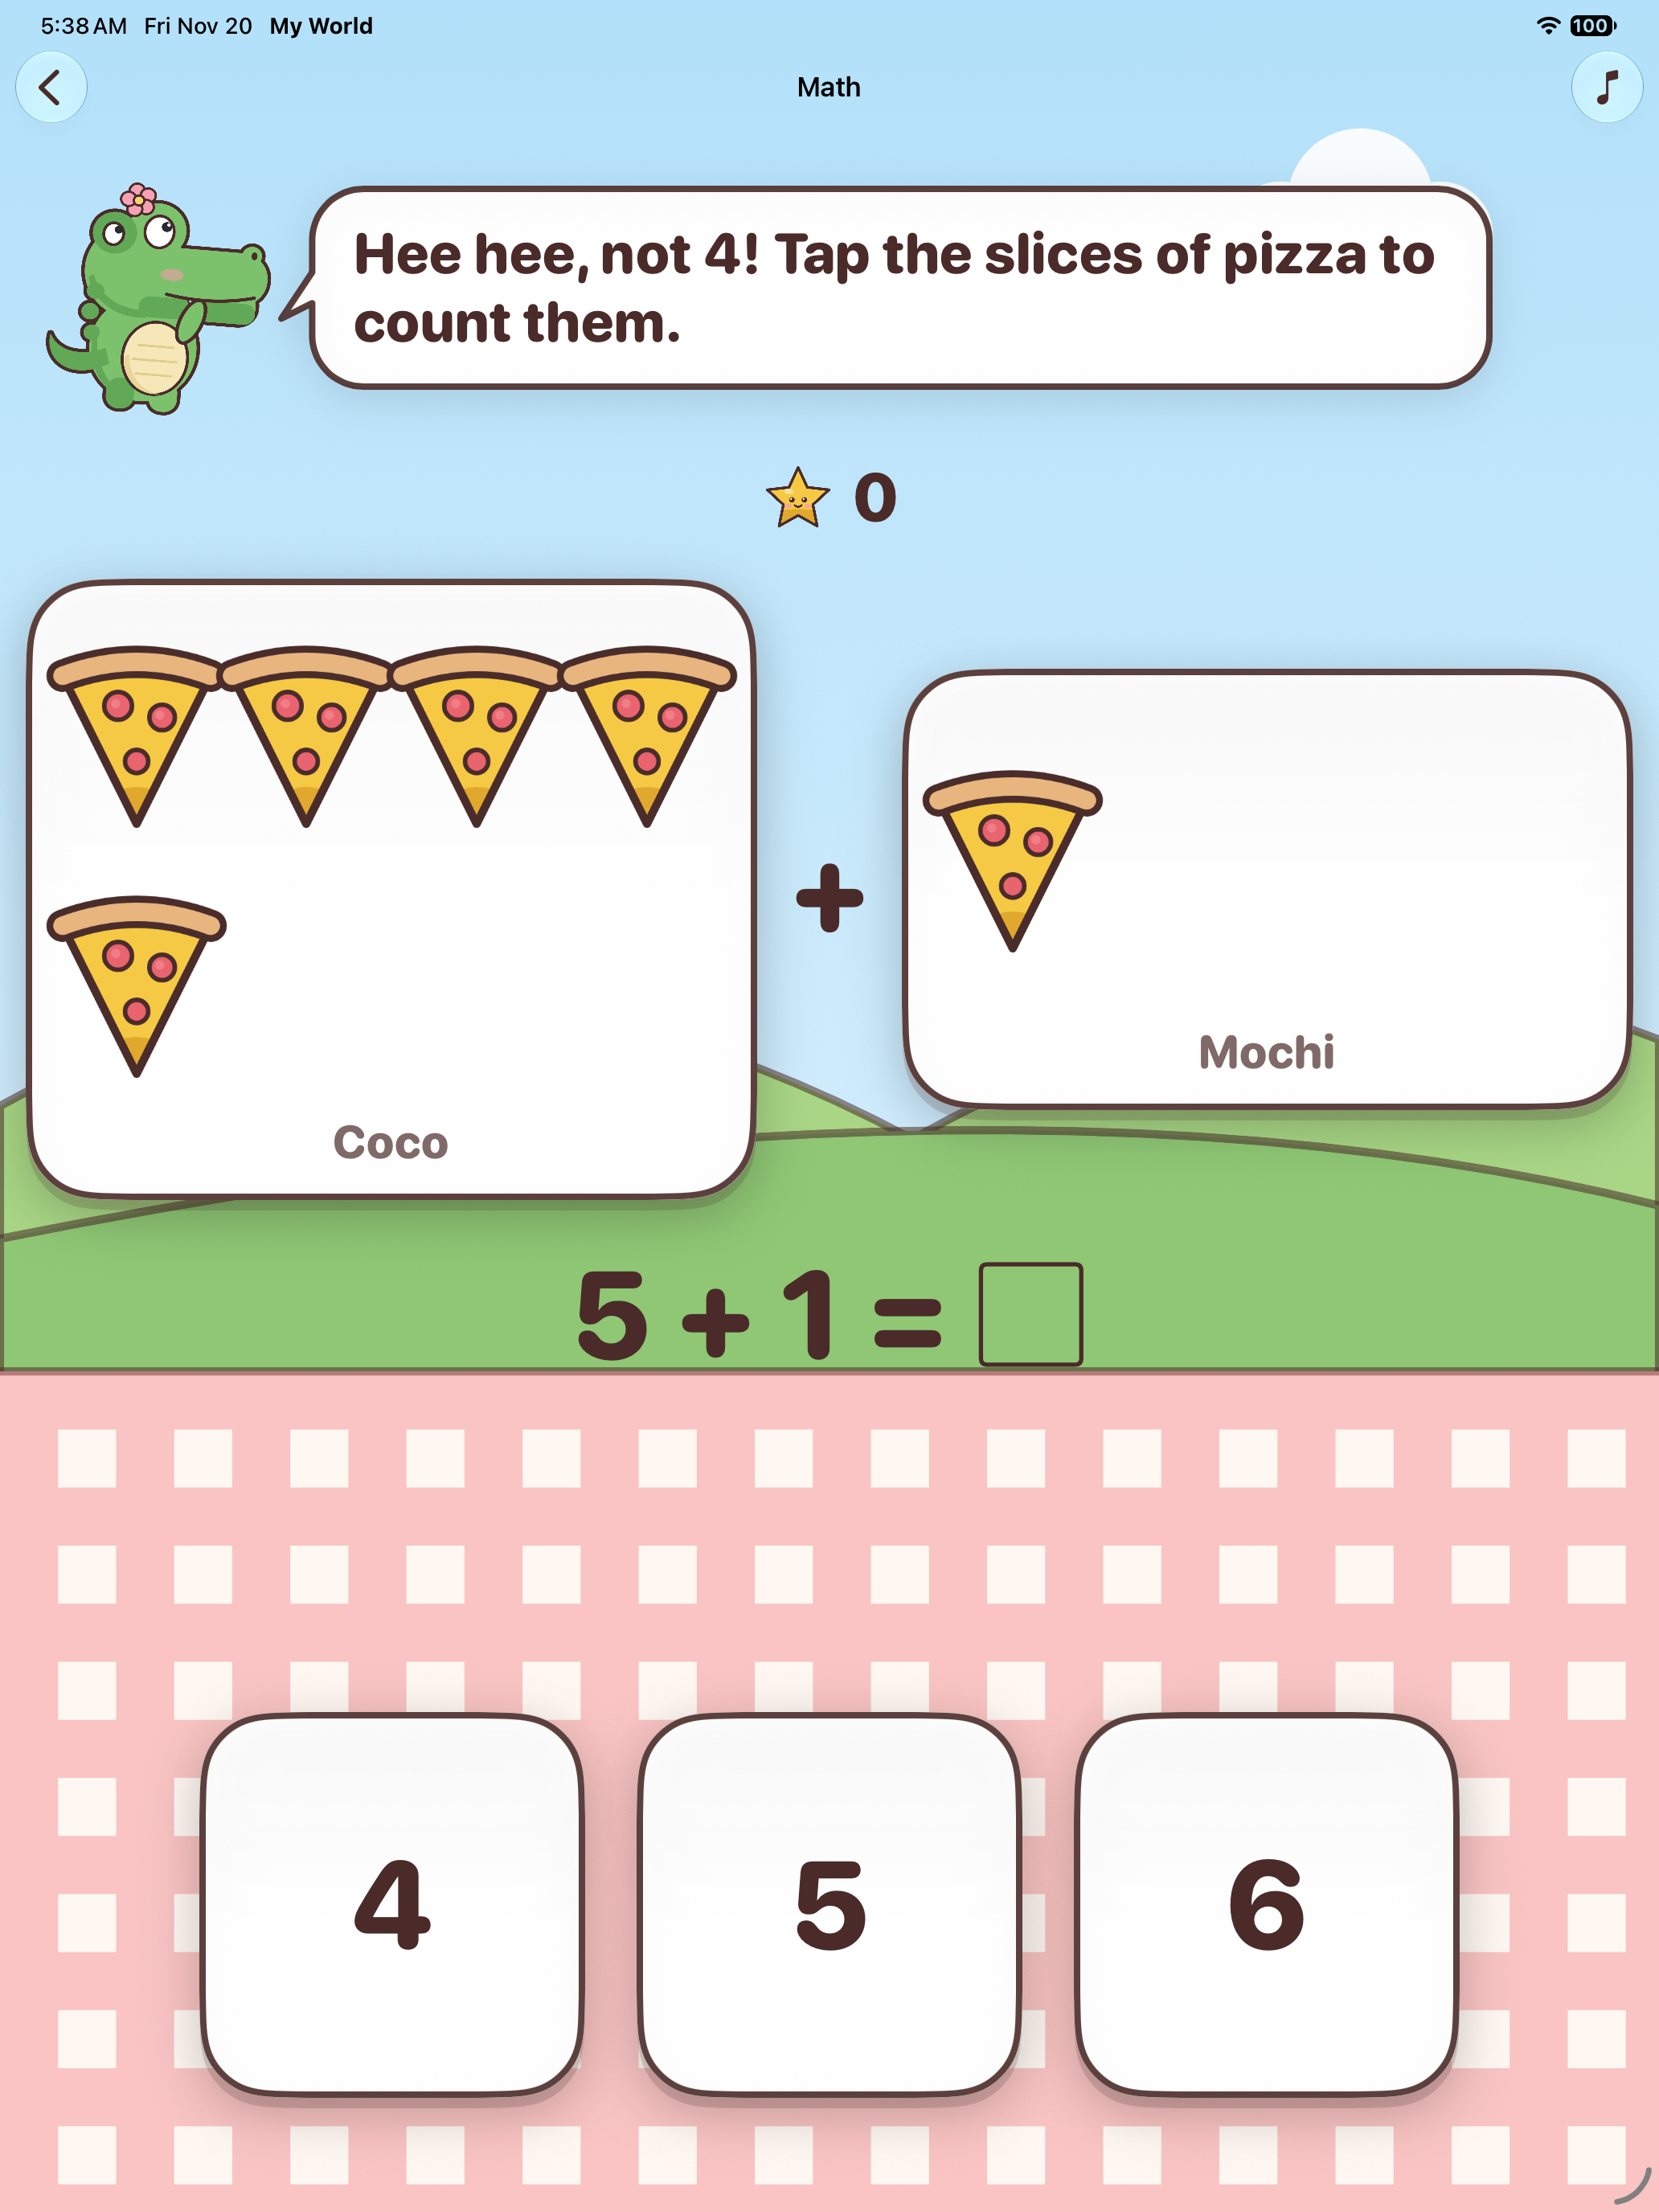 5:38 AM Fri Nov 20 My World
100
Math
Hee hee, not 4! Tap the slices of pizza to
count them.
0
+
Mochi
Coco
5 + 1 =
4 5 6